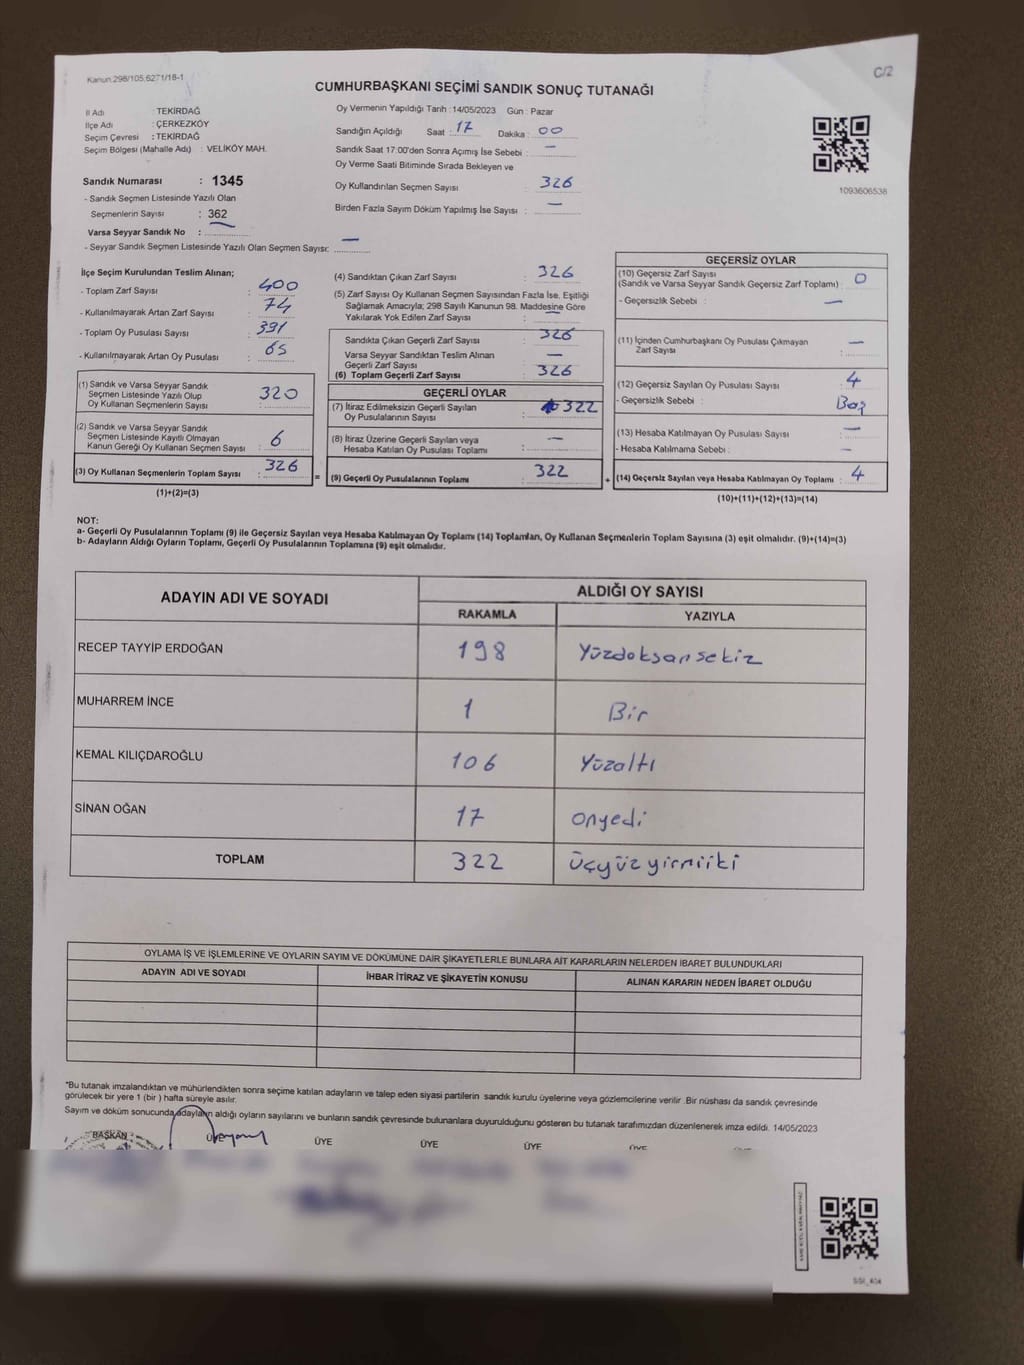 Kanun:298/105;6271/18-1
C/2
CUMHURBAŞKANI SEÇİMİ SANDIK SONUÇ TUTANAĞI
İl Adı : TEKİRDAĞ
İlçe Adı : ÇERKEZKÖY
Seçim Çevresi : TEKİRDAĞ
Seçim Bölgesi (Mahalle Adı) : VELİKÖY MAH.
Sandık Numarası : 1345
- Sandık Seçmen Listesinde Yazılı Olan
Seçmenlerin Sayısı : 362
Varsa Seyyar Sandık No : —
- Seyyar Sandık Seçmen Listesinde Yazılı Olan Seçmen Sayısı: —
Oy Vermenin Yapıldığı Tarih : 14/05/2023 Gün : Pazar
Sandığın Açıldığı Saat : 17 Dakika : 00
Sandık Saat 17:00'den Sonra Açımış İse Sebebi : —
Oy Verme Saati Bitiminde Sırada Bekleyen ve
Oy Kullandırılan Seçmen Sayısı : 326
Birden Fazla Sayım Döküm Yapılmış İse Sayısı : —
1093606538
İlçe Seçim Kurulundan Teslim Alınan;
- Toplam Zarf Sayısı : 400
- Kullanılmayarak Artan Zarf Sayısı : 74
- Toplam Oy Pusulası Sayısı : 391
- Kullanılmayarak Artan Oy Pusulası : 65
(1) Sandık ve Varsa Seyyar Sandık
Seçmen Listesinde Yazılı Olup
Oy Kullanan Seçmenlerin Sayısı : 320
(2) Sandık ve Varsa Seyyar Sandık
Seçmen Listesinde Kayıtlı Olmayan
Kanun Gereği Oy Kullanan Seçmen Sayısı : 6
(3) Oy Kullanan Seçmenlerin Toplam Sayısı : 326
(1)+(2)=(3)
=
(4) Sandıktan Çıkan Zarf Sayısı : 326
(5) Zarf Sayısı Oy Kullanan Seçmen Sayısından Fazla İse, Eşitliği
Sağlamak Amacıyla; 298 Sayılı Kanunun 98. Maddesine Göre
Yakılarak Yok Edilen Zarf Sayısı : —
Sandıkta Çıkan Geçerli Zarf Sayısı : 326
Varsa Seyyar Sandıktan Teslim Alınan
Geçerli Zarf Sayısı : —
(6) Toplam Geçerli Zarf Sayısı : 326
GEÇERLİ OYLAR
(7) İtiraz Edilmeksizin Geçerli Sayılan
Oy Pusulalarının Sayısı : 322
(8) İtiraz Üzerine Geçerli Sayılan veya
Hesaba Katılan Oy Pusulası Toplamı : —
(9) Geçerli Oy Pusulalarının Toplamı : 322
+
GEÇERSİZ OYLAR
(10) Geçersiz Zarf Sayısı
(Sandık ve Varsa Seyyar Sandık Geçersiz Zarf Toplamı) : 0
- Geçersizlik Sebebi : —
(11) İçinden Cumhurbaşkanı Oy Pusulası Çıkmayan
Zarf Sayısı : —
(12) Geçersiz Sayılan Oy Pusulası Sayısı : 4
- Geçersizlik Sebebi : Boş
(13) Hesaba Katılmayan Oy Pusulası Sayısı : —
- Hesaba Katılmama Sebebi : —
(14) Geçersiz Sayılan veya Hesaba Katılmayan Oy Toplamı : 4
(10)+(11)+(12)+(13)=(14)
NOT:
a- Geçerli Oy Pusulalarının Toplamı (9) ile Geçersiz Sayılan veya Hesaba Katılmayan Oy Toplamı (14) Toplamları, Oy Kullanan Seçmenlerin Toplam Sayısına (3) eşit olmalıdır. (9)+(14)=(3)
b- Adayların Aldığı Oyların Toplamı, Geçerli Oy Pusulalarının Toplamına (9) eşit olmalıdır.
ADAYIN ADI VE SOYADI
ALDIĞI OY SAYISI
RAKAMLA YAZIYLA
RECEP TAYYİP ERDOĞAN 198 Yüzdoksansekiz
MUHARREM İNCE 1 Bir
KEMAL KILIÇDAROĞLU 106 Yüzaltı
SİNAN OĞAN 17 onyedi
TOPLAM 322 Üçyüzyirmiiki
OYLAMA İŞ VE İŞLEMLERİNE VE OYLARIN SAYIM VE DÖKÜMÜNE DAİR ŞİKAYETLERLE BUNLARA AİT KARARLARIN NELERDEN İBARET BULUNDUKLARI
ADAYIN ADI VE SOYADI İHBAR İTİRAZ VE ŞİKAYETİN KONUSU ALINAN KARARIN NEDEN İBARET OLDUĞU
*Bu tutanak imzalandıktan ve mühürlendikten sonra seçime katılan adayların ve talep eden siyasi partilerin sandık kurulu üyelerine veya gözlemcilerine verilir .Bir nüshası da sandık çevresinde
görülecek bir yere 1 (bir ) hafta süreyle asılır.
Sayım ve döküm sonucunda adayların aldığı oyların sayılarını ve bunların sandık çevresinde bulunanlara duyurulduğunu gösteren bu tutanak tarafımızdan düzenlenerek imza edildi. 14/05/2023
BAŞKAN ÜYE ÜYE ÜYE ÜYE ÜYE